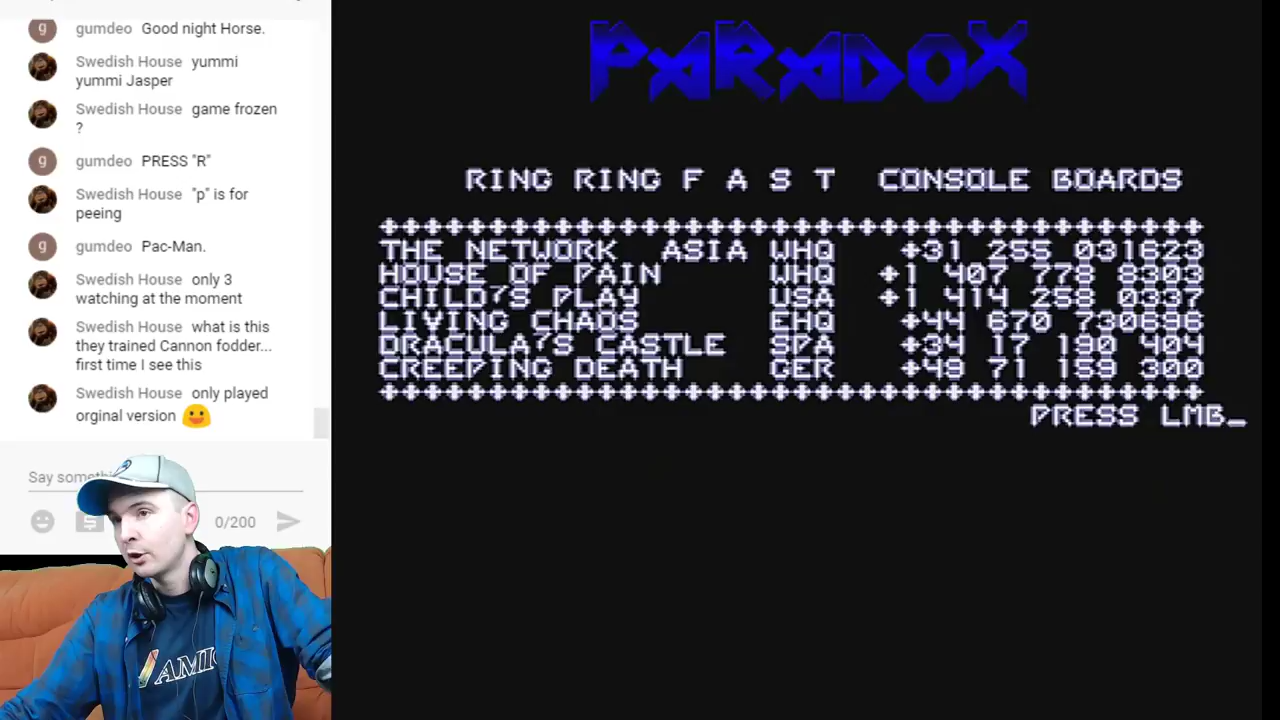 gumdeo Good night Horse.
Swedish House yummi
yummi Jasper
Swedish House game frozen
?
gumdeo PRESS "R"
Swedish House "p" is for
peeing
gumdeo Pac-Man.
Swedish House only 3
watching at the moment
Swedish House what is this
they trained Cannon fodder...
first time I see this
Swedish House only played
orginal version
Say something
0/200
AMIG
PARADOX
RING RING F A S T CONSOLE BOARDS
THE NETWORK ASIA WHQ +31 255 031623
HOUSE OF PAIN WHQ +1 407 778 8303
CHILD'S PLAY USA +1 414 258 0337
LIVING CHAOS EHQ +44 670 730696
DRACULA'S CASTLE SPA +34 17 190 404
CREEPING DEATH GER +49 71 159 300
PRESS LMB_